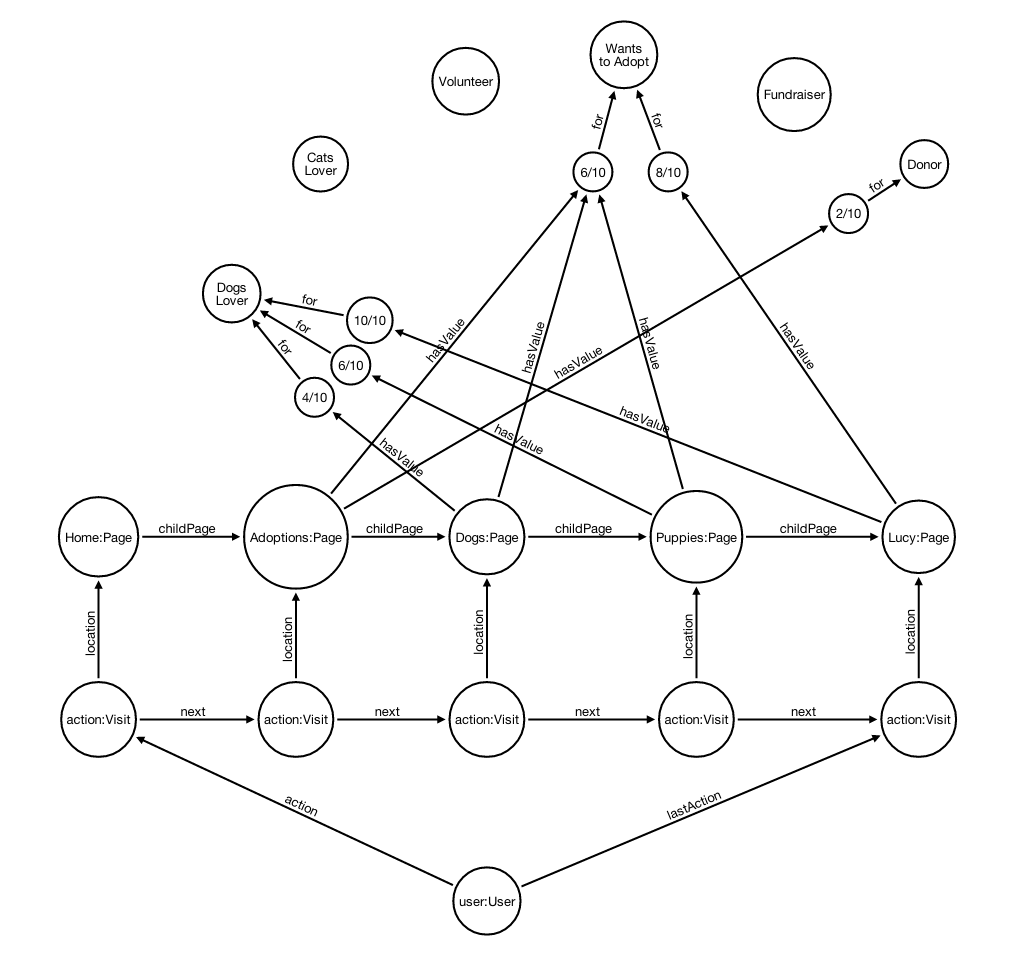 Wants
to Adopt
Volunteer
Fundraiser
for
for
Cats
Lover
6/10
8/10
Donor
for
2/10
Dogs
Lover
for
10/10
for
6/10
for
4/10
hasValue
hasValue
hasValue
hasValue
hasValue
hasValue
hasValue
hasValue
Home:Page
childPage
Adoptions:Page
childPage
Dogs:Page
childPage
Puppies:Page
childPage
Lucy:Page
location
location
location
location
location
action:Visit
next
action:Visit
next
action:Visit
next
action:Visit
next
action:Visit
action
lastAction
user:User